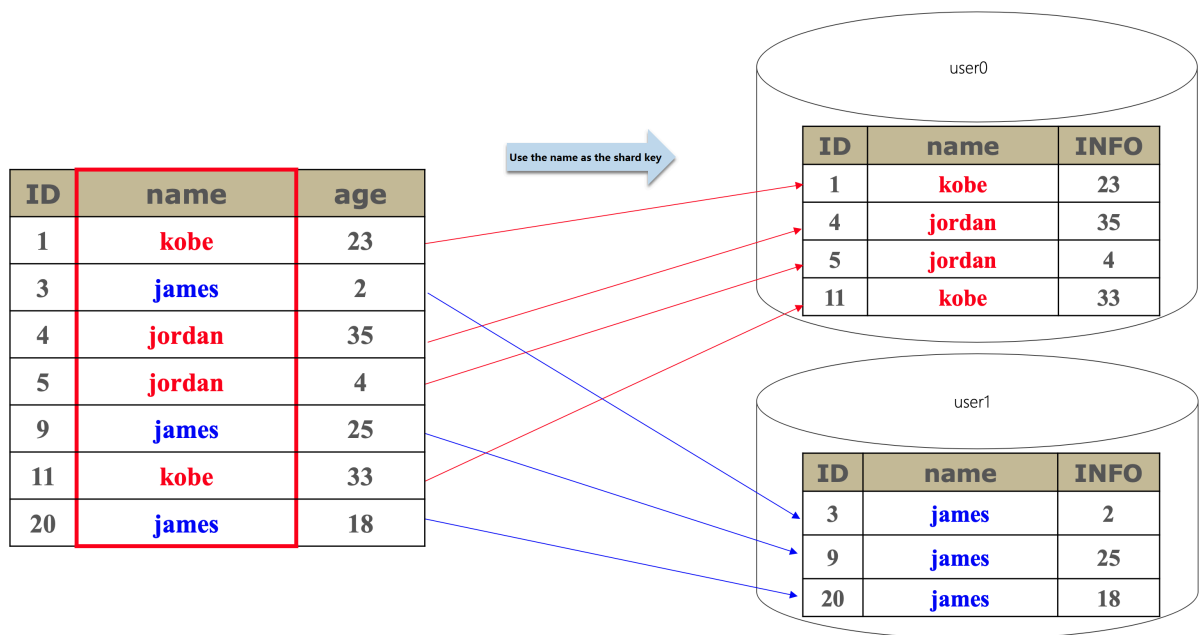 ID name age
1 kobe 23
3 james 2
4 jordan 35
5 jordan 4
9 james 25
11 kobe 33
20 james 18
Use the name as the shard key
user0
ID name INFO
1 kobe 23
4 jordan 35
5 jordan 4
11 kobe 33
user1
ID name INFO
3 james 2
9 james 25
20 james 18